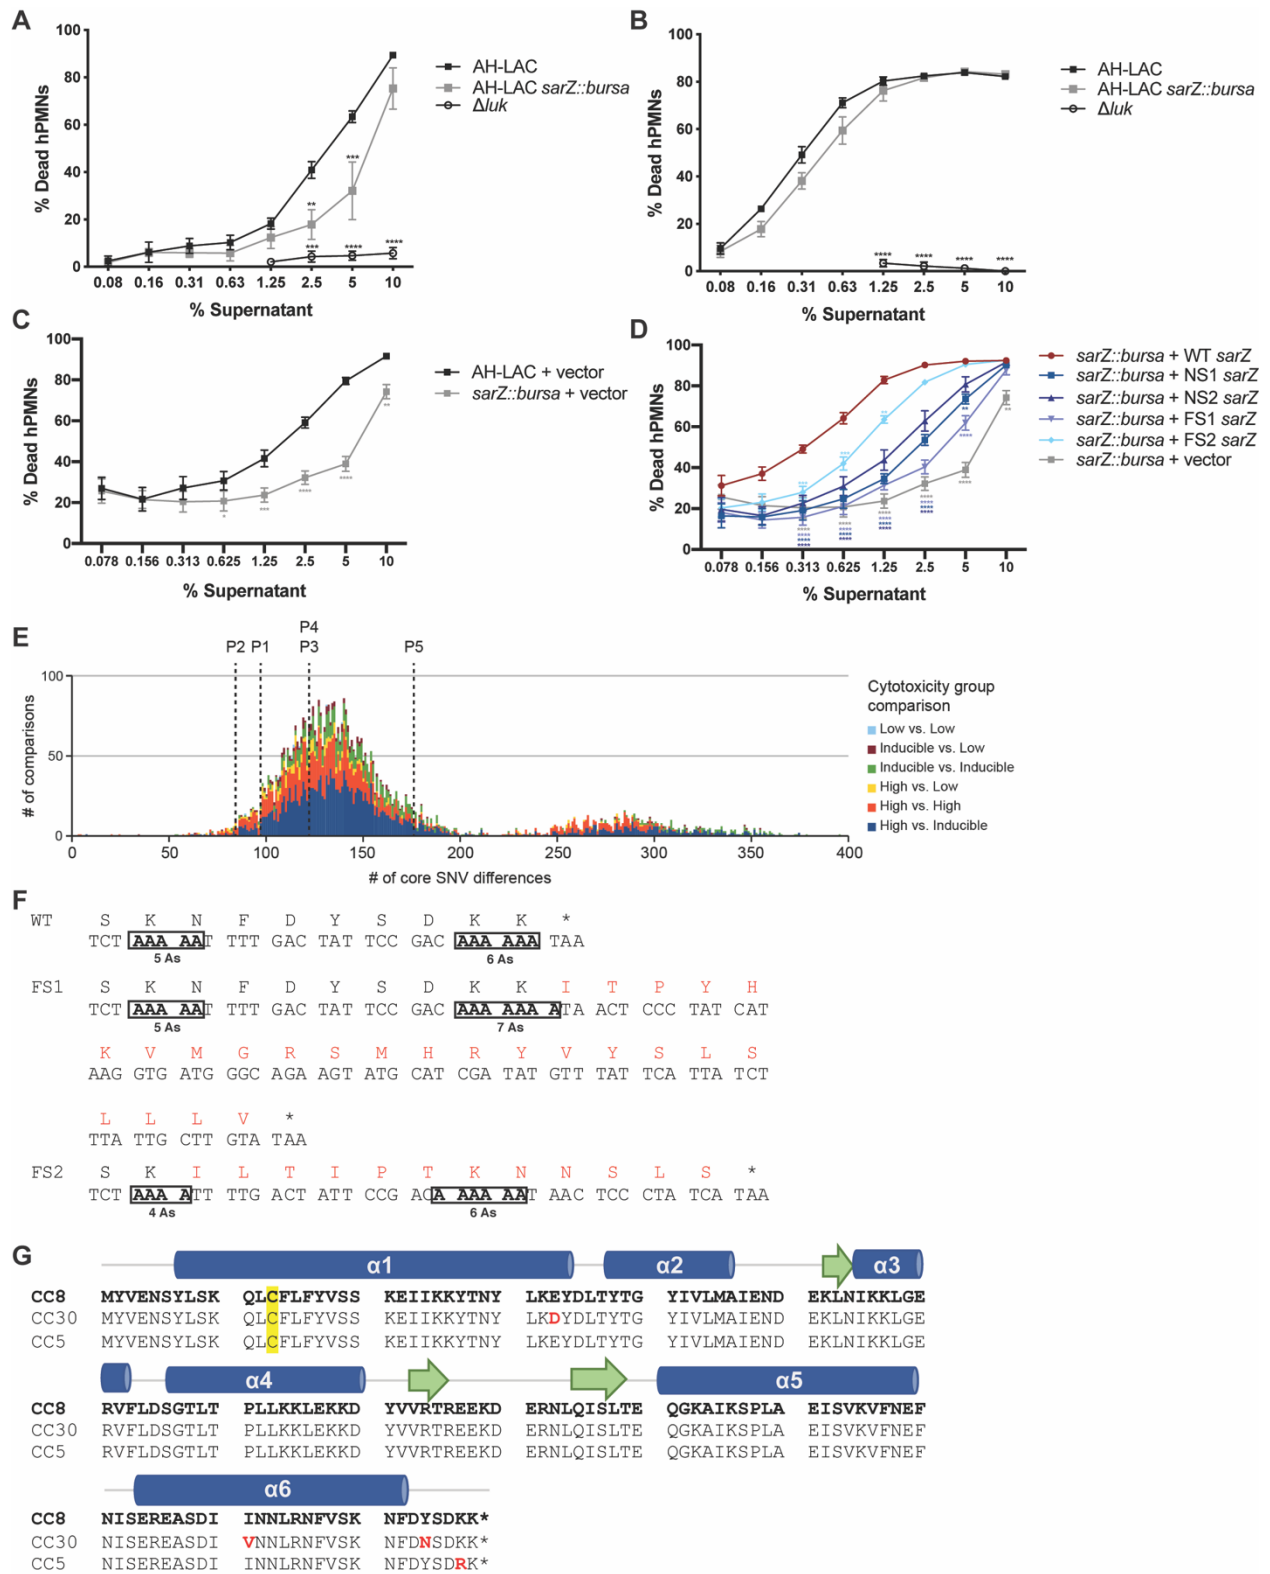 A
100
80
60
40
20
0
% Dead hPMNs
0.08 0.16 0.31 0.63 1.25 2.5 5 10
% Supernatant
AH-LAC
AH-LAC sarZ::bursa
Δluk
** *** *** **** ****
B
100
80
60
40
20
0
% Dead hPMNs
0.08 0.16 0.31 0.63 1.25 2.5 5 10
% Supernatant
AH-LAC
AH-LAC sarZ::bursa
Δluk
**** **** **** ****
C
100
80
60
40
20
0
% Dead hPMNs
0.078 0.156 0.313 0.625 1.25 2.5 5 10
% Supernatant
AH-LAC + vector
sarZ::bursa + vector
* *** **** **** **
D
100
80
60
40
20
0
% Dead hPMNs
0.078 0.156 0.313 0.625 1.25 2.5 5 10
% Supernatant
sarZ::bursa + WT sarZ
sarZ::bursa + NS1 sarZ
sarZ::bursa + NS2 sarZ
sarZ::bursa + FS1 sarZ
sarZ::bursa + FS2 sarZ
sarZ::bursa + vector
E
P4
P2 P1 P3 P5
100
50
0
# of comparisons
0 50 100 150 200 250 300 350 400
# of core SNV differences
Cytotoxicity group
comparison
Low vs. Low
Inducible vs. Low
Inducible vs. Inducible
High vs. Low
High vs. High
High vs. Inducible
F
WT S K N F D Y S D K K *
TCT AAA AAT TTT GAC TAT TCC GAC AAA AAA TAA
5 As 6 As
FS1 S K N F D Y S D K K I T P Y H
TCT AAA AAT TTT GAC TAT TCC GAC AAA AAA ATA ACT CCC TAT CAT
5 As 7 As
K V M G R S M H R Y V Y S L S
AAG GTG ATG GGC AGA AGT ATG CAT CGA TAT GTT TAT TCA TTA TCT
L L L V *
TTA TTG CTT GTA TAA
FS2 S K I L T I P T K N N S L S *
TCT AAA ATT TTG ACT ATT CCG ACA AAA AAT AAC TCC CTA TCA TAA
4 As 6 As
G
α1 α2 α3
CC8 MYVENSYLSK QLCFLFYVSS KEIIKKYTNY LKEYDLTYTG YIVLMAIEND EKLNIKKLGE
CC30 MYVENSYLSK QLCFLFYVSS KEIIKKYTNY LKDYDLTYTG YIVLMAIEND EKLNIKKLGE
CC5 MYVENSYLSK QLCFLFYVSS KEIIKKYTNY LKEYDLTYTG YIVLMAIEND EKLNIKKLGE
α4 α5
CC8 RVFLDSGTLT PLLKKLEKKD YVVRTREEKD ERNLQISLTE QGKAIKSPLA EISVKVFNEF
CC30 RVFLDSGTLT PLLKKLEKKD YVVRTREEKD ERNLQISLTE QGKAIKSPLA EISVKVFNEF
CC5 RVFLDSGTLT PLLKKLEKKD YVVRTREEKD ERNLQISLTE QGKAIKSPLA EISVKVFNEF
α6
CC8 NISEREASDI INNLRNFVSK NFDYSDKK*
CC30 NISEREASDI VNNLRNFVSK NFDNSDKK*
CC5 NISEREASDI INNLRNFVSK NFDYSDRK*